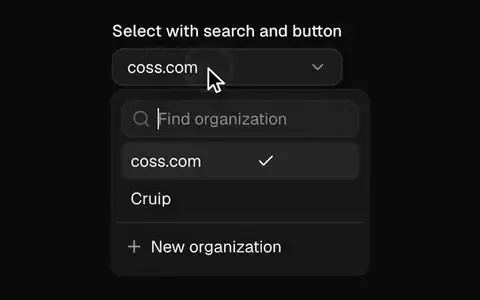 Select with search and button
coss.com
Find organization
coss.com
Cruip
New organization